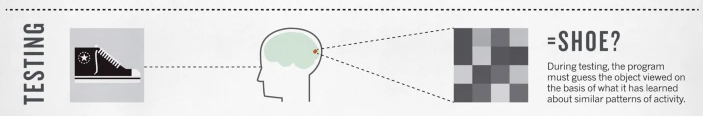 TESTING
=SHOE?
During testing, the program
must guess the object viewed on
the basis of what it has learned
about similar patterns of activity.